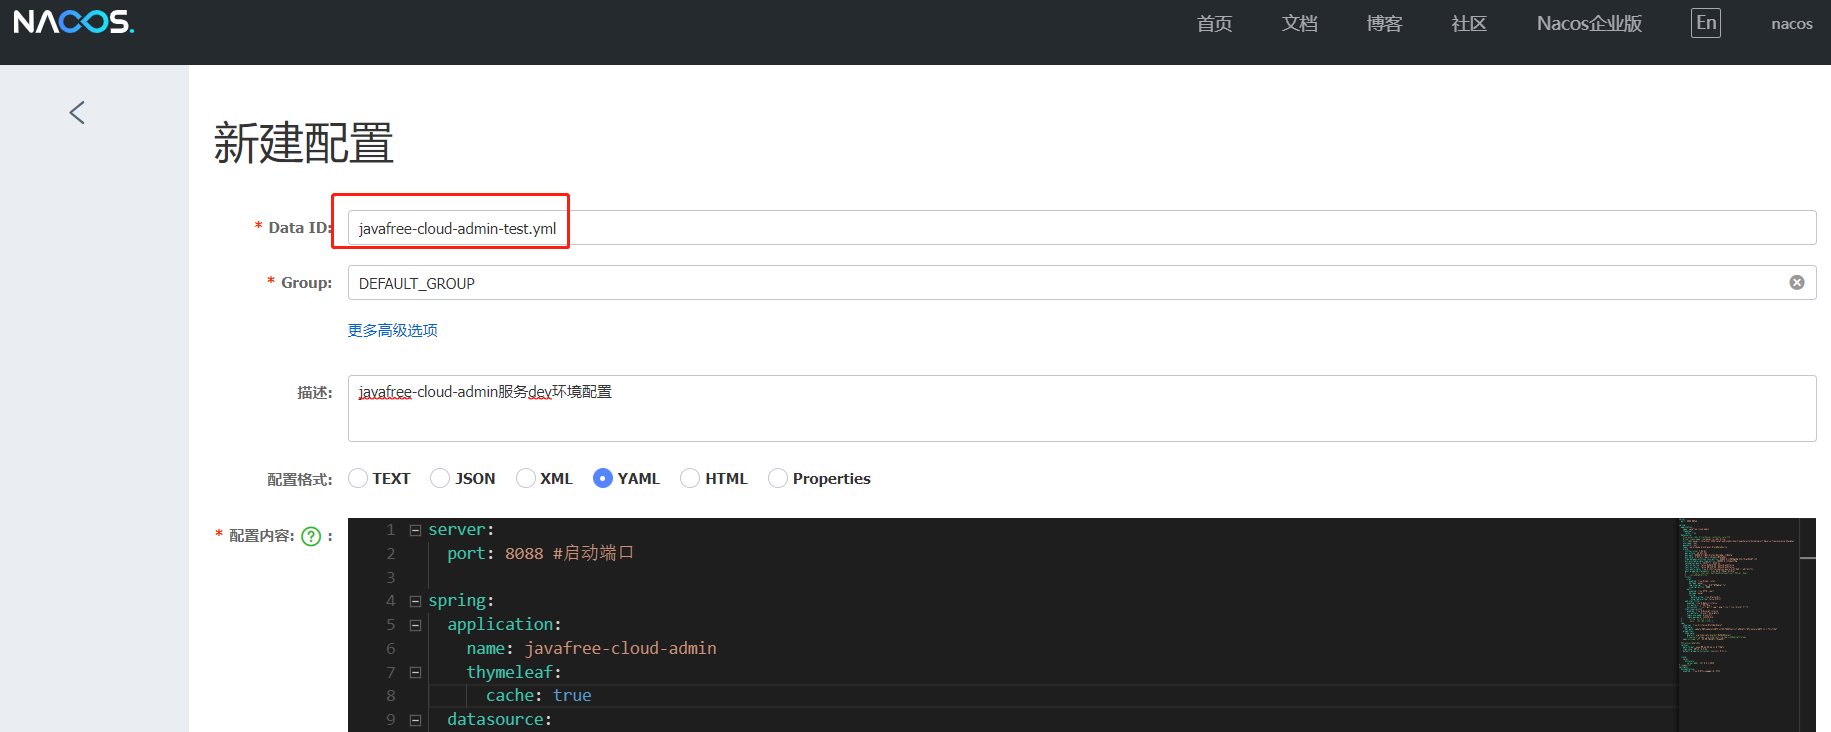 NACOS.
首页 文档 博客 社区 Nacos企业版 En nacos
新建配置
* Data ID: javafree-cloud-admin-test.yml
* Group: DEFAULT_GROUP
更多高级选项
描述: javafree-cloud-admin服务dev环境配置
配置格式: TEXT JSON XML YAML HTML Properties
* 配置内容: ? :
1 server:
2 port: 8088 #启动端口
3
4 spring:
5 application:
6 name: javafree-cloud-admin
7 thymeleaf:
8 cache: true
9 datasource: